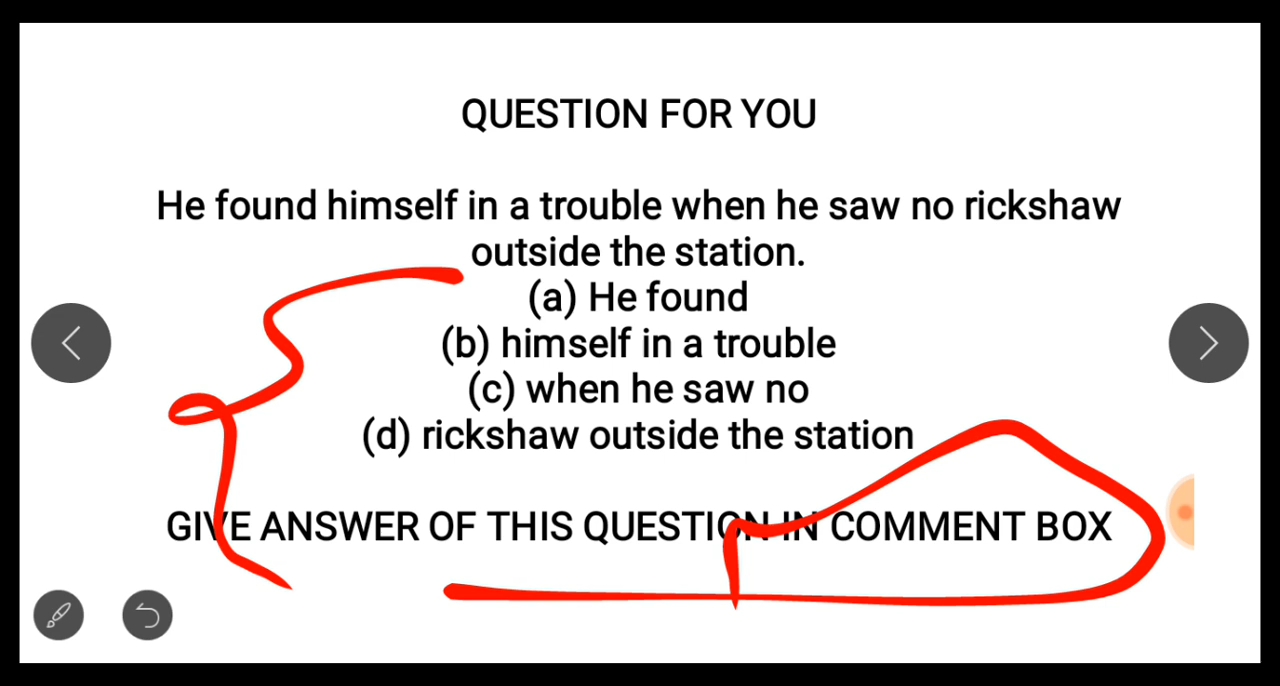 QUESTION FOR YOU
He found himself in a trouble when he saw no rickshaw
outside the station.
(a) He found
(b) himself in a trouble
(c) when he saw no
(d) rickshaw outside the station
GIVE ANSWER OF THIS QUESTION IN COMMENT BOX